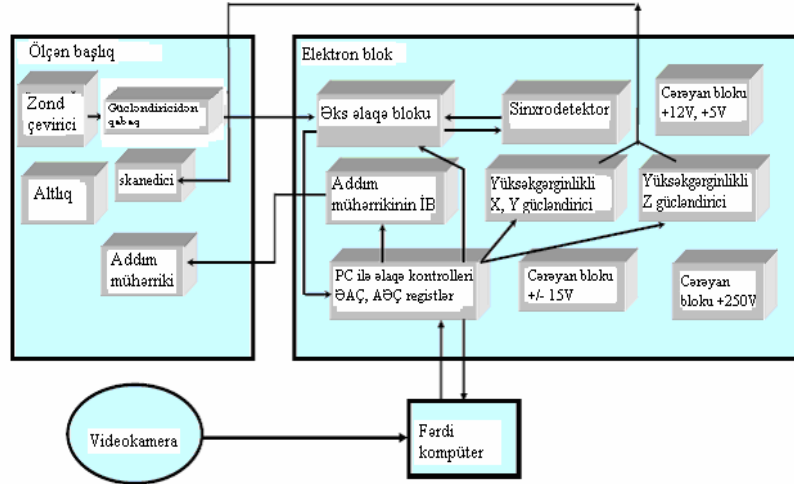 Ölçən başlıq
Zond
çevirici
Gücləndiricidən
qabaq
skanedici
Altlıq
Addım
mühərriki
Elektron blok
Əks əlaqə bloku
Sinxrodetektor
Cərəyan bloku
+12V, +5V
Addım
mühərrikinin İB
Yüksəkgərginlikli
X, Y gücləndirici
Yüksəkgərginlikli
Z gücləndirici
PC ilə əlaqə kontrolleri
ƏAÇ, AƏÇ registlər
Cərəyan bloku
+/- 15V
Cərəyan
bloku +250V
Videokamera
Fərdi
kompüter